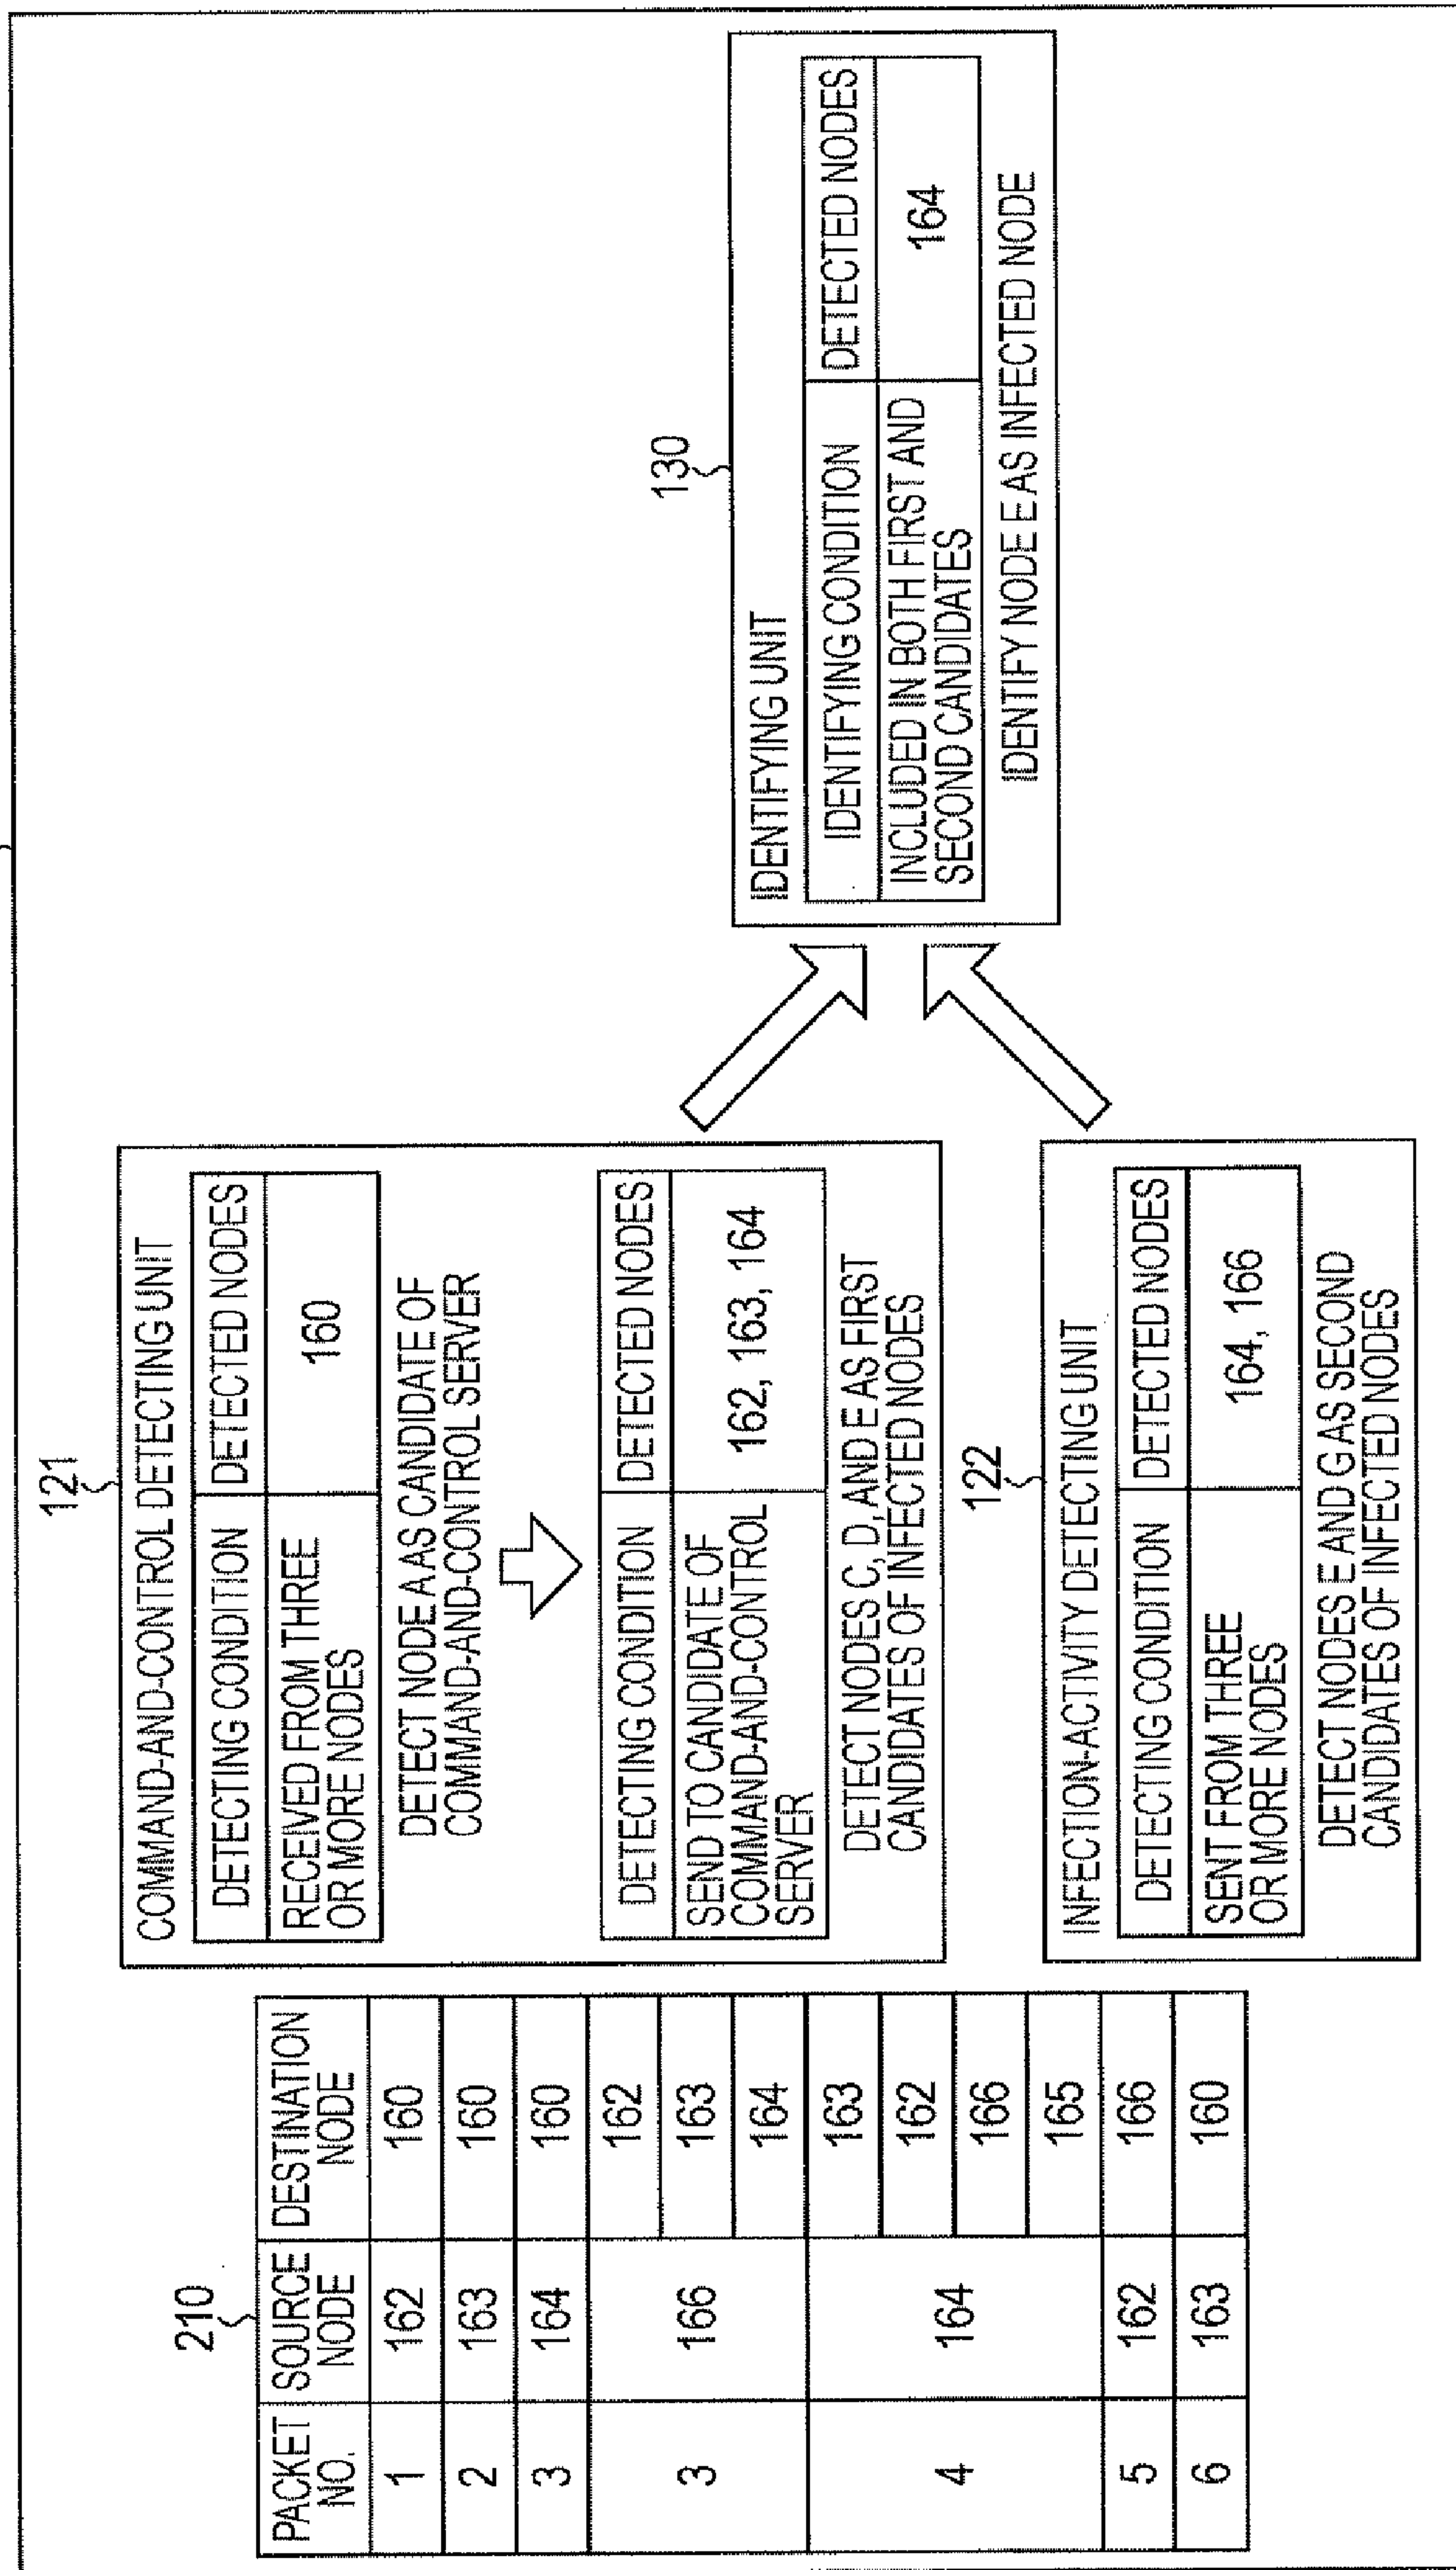 210
PACKET NO. SOURCE NODE DESTINATION NODE
1 162 160
2 163 160
3 164 160
3 166 162
163
164
4 164 163
162
166
165
5 162 166
6 163 160
121
COMMAND-AND-CONTROL DETECTING UNIT
DETECTING CONDITION DETECTED NODES
RECEIVED FROM THREE
OR MORE NODES
160
DETECT NODE A AS CANDIDATE OF
COMMAND-AND-CONTROL SERVER
DETECTING CONDITION DETECTED NODES
SEND TO CANDIDATE OF
COMMAND-AND-CONTROL
SERVER
162, 163, 164
DETECT NODES C, D, AND E AS FIRST
CANDIDATES OF INFECTED NODES
122
INFECTION-ACTIVITY DETECTING UNIT
DETECTING CONDITION DETECTED NODES
SENT FROM THREE
OR MORE NODES
164, 166
DETECT NODES E AND G AS SECOND
CANDIDATES OF INFECTED NODES
130
IDENTIFYING UNIT
IDENTIFYING CONDITION DETECTED NODES
INCLUDED IN BOTH FIRST AND
SECOND CANDIDATES
164
IDENTIFY NODE E AS INFECTED NODE